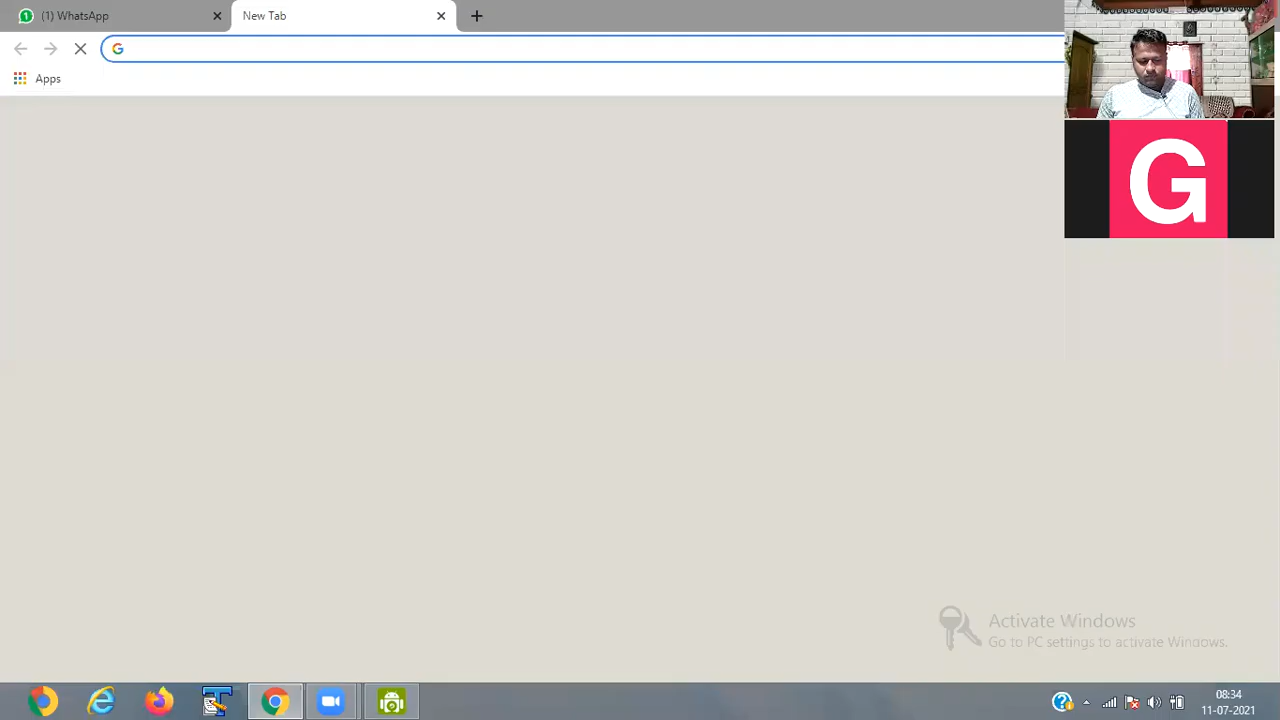 (1) WhatsApp
New Tab
Apps
G
Activate Windows
Go to PC settings to activate Windows.
08:34
11-07-2021